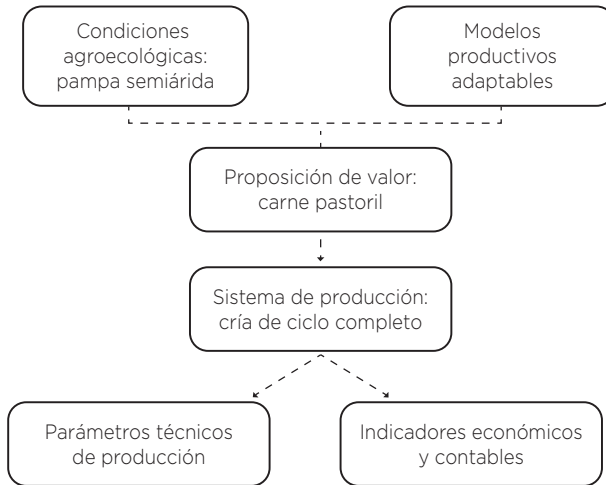 Condiciones
agroecológicas:
pampa semiárida
Modelos
productivos
adaptables
Proposición de valor:
carne pastoril
Sistema de producción:
cría de ciclo completo
Parámetros técnicos
de producción
Indicadores económicos
y contables